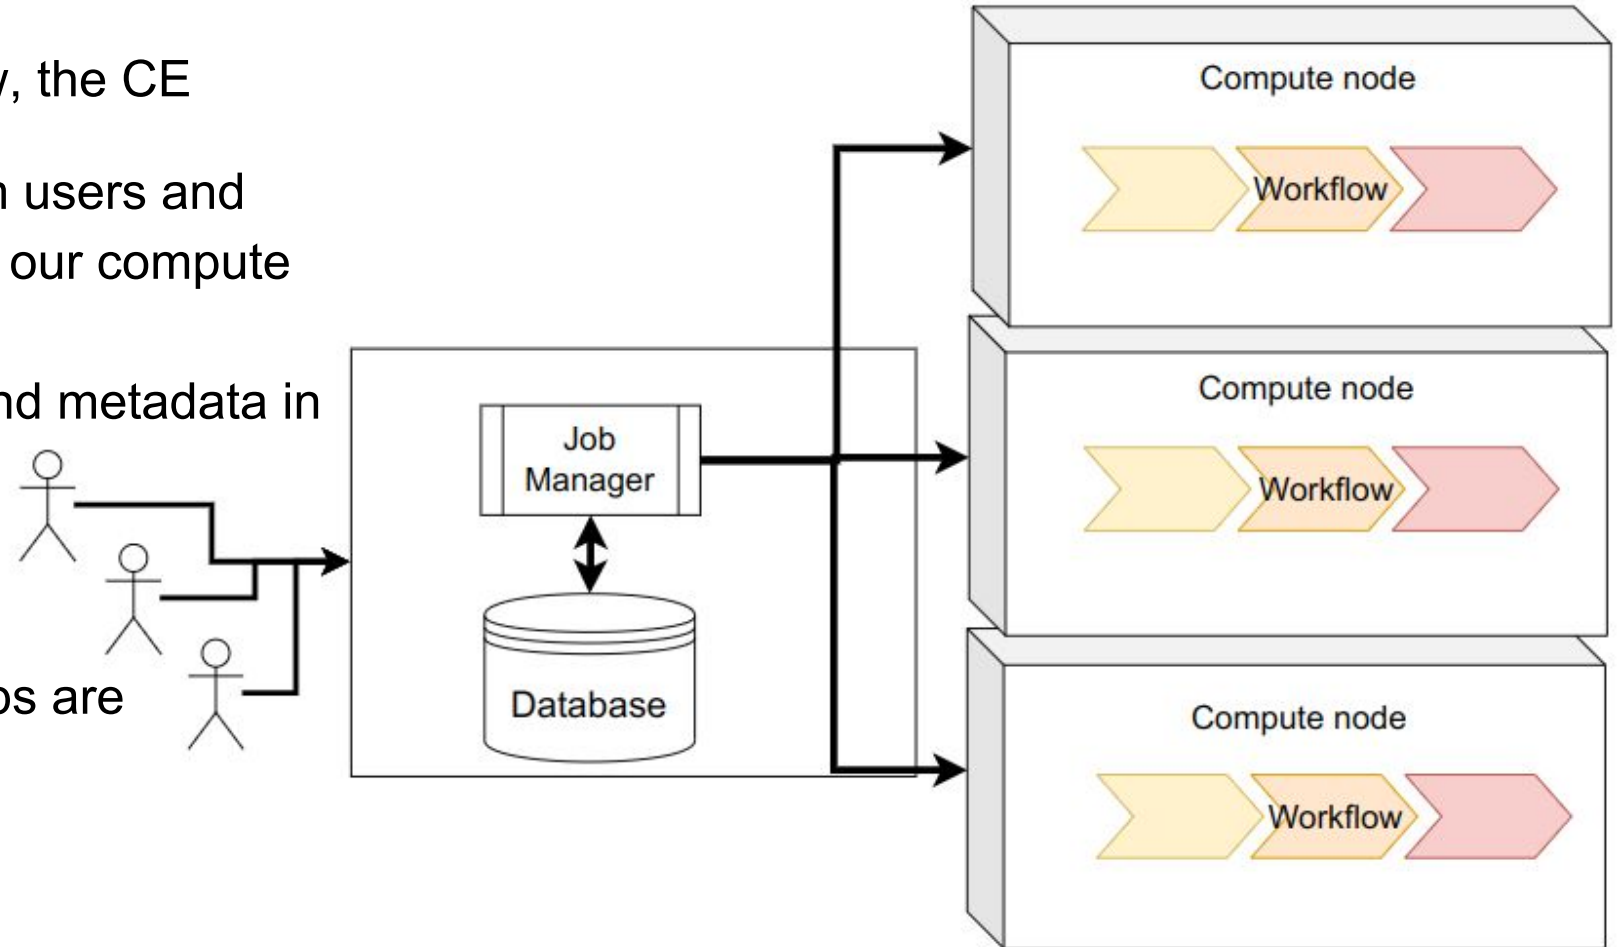 , the CE
users and
our compute
metadata in
are
Job
Manager
Database
Compute node
Workflow
Compute node
Workflow
Compute node
Workflow